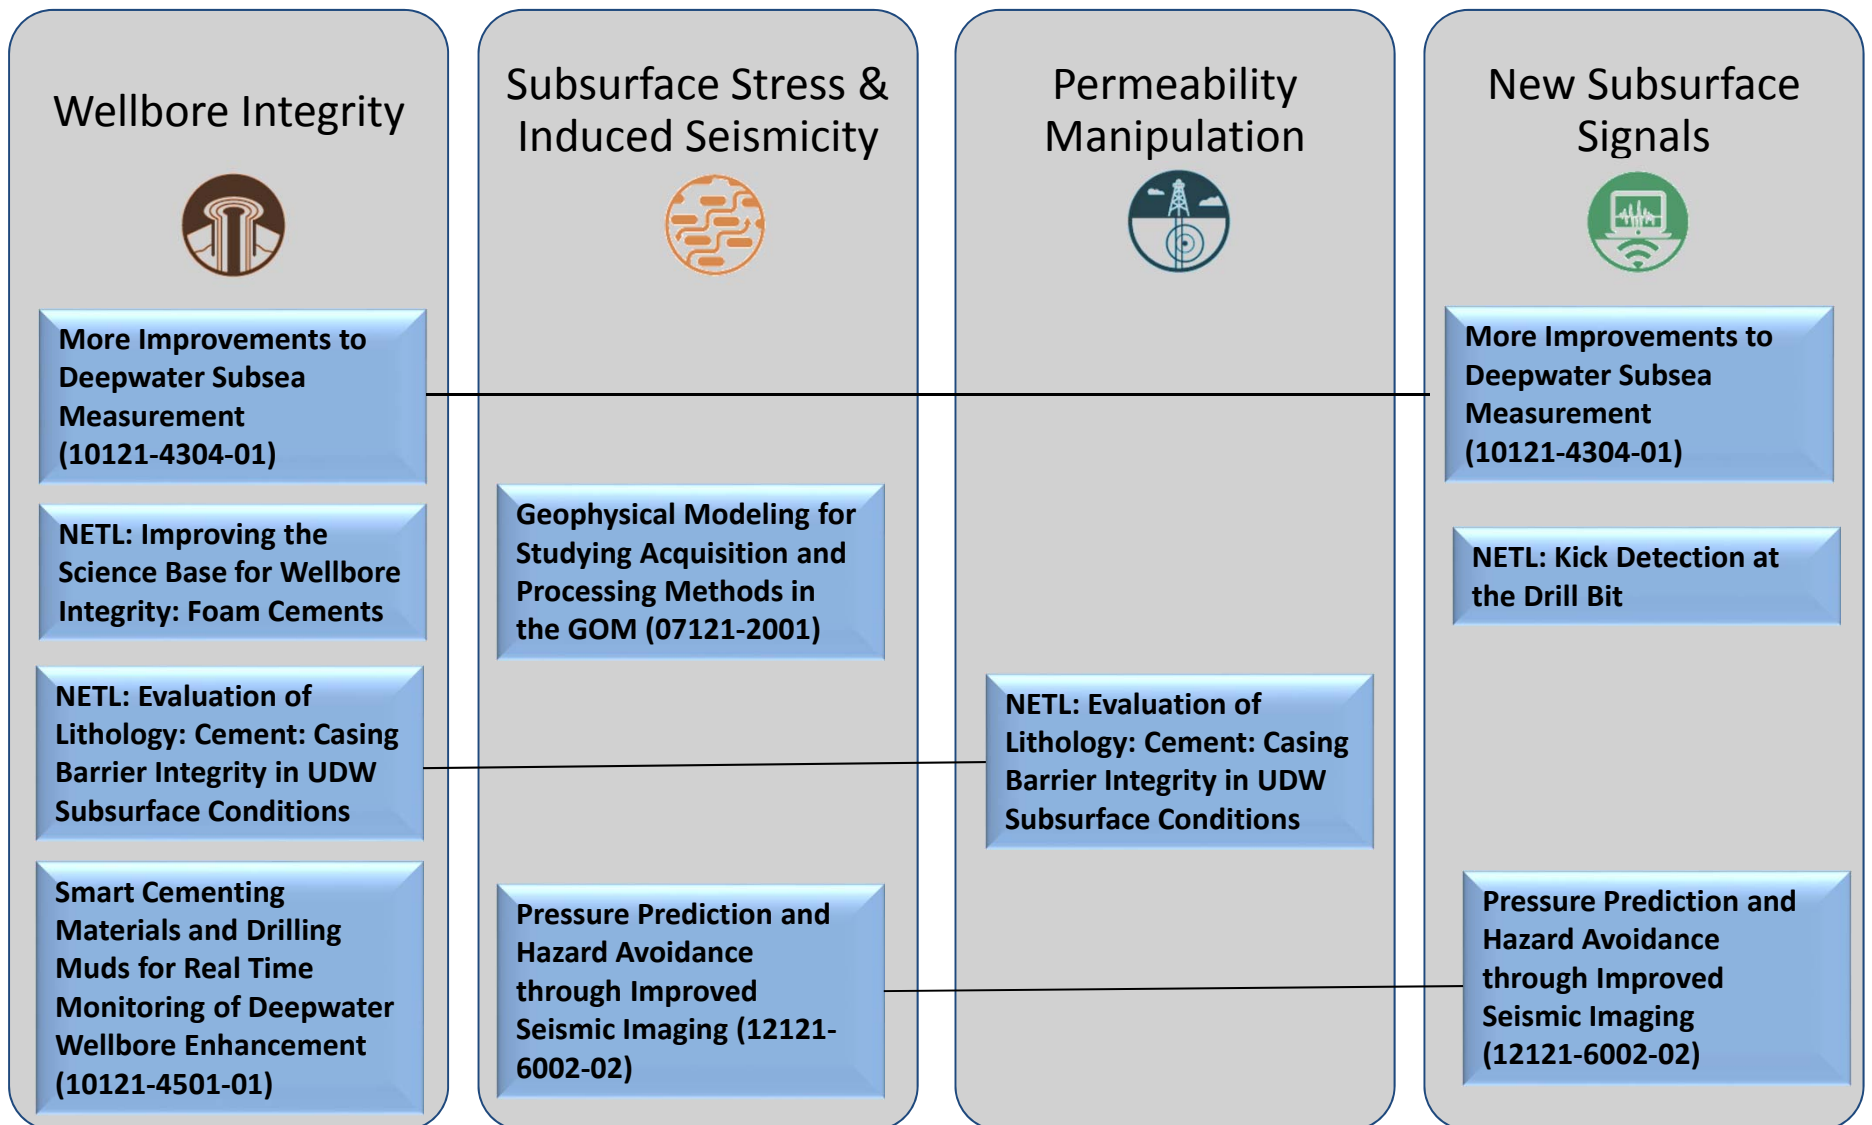 Wellbore Integrity
More Improvements to
Deepwater Subsea
Measurement
(10121-4304-01)
NETL: Improving the
Science Base for Wellbore
Integrity: Foam Cements
NETL: Evaluation of
Lithology: Cement: Casing
Barrier Integrity in UDW
Subsurface Conditions
Smart Cementing
Materials and Drilling
Muds for Real Time
Monitoring of Deepwater
Wellbore Enhancement
(10121-4501-01)
Subsurface Stress &
Induced Seismicity
Geophysical Modeling for
Studying Acquisition and
Processing Methods in
the GOM (07121-2001)
Pressure Prediction and
Hazard Avoidance
through Improved
Seismic Imaging (12121-
6002-02)
Permeability
Manipulation
NETL: Evaluation of
Lithology: Cement: Casing
Barrier Integrity in UDW
Subsurface Conditions
New Subsurface
Signals
More Improvements to
Deepwater Subsea
Measurement
(10121-4304-01)
NETL: Kick Detection at
the Drill Bit
Pressure Prediction and
Hazard Avoidance
through Improved
Seismic Imaging
(12121-6002-02)